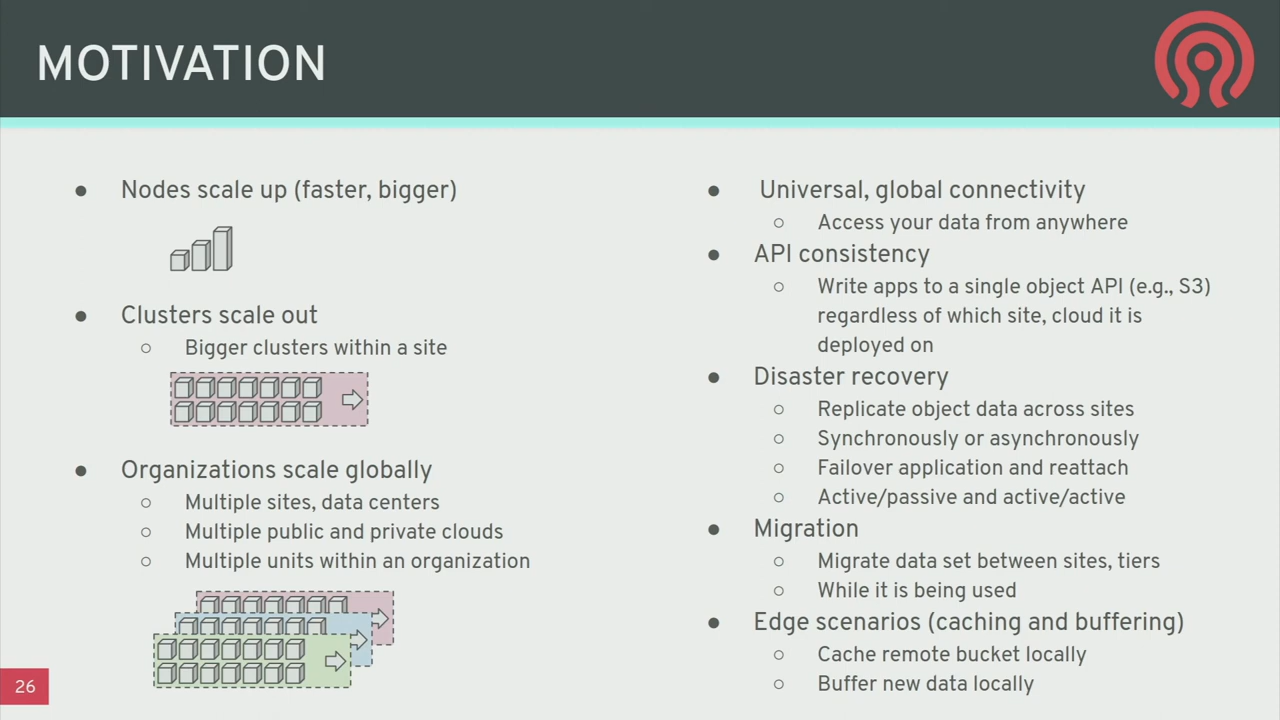 MOTIVATION
● Nodes scale up (faster, bigger)
● Clusters scale out
○ Bigger clusters within a site
● Organizations scale globally
○ Multiple sites, data centers
○ Multiple public and private clouds
○ Multiple units within an organization
● Universal, global connectivity
○ Access your data from anywhere
● API consistency
○ Write apps to a single object API (e.g., S3)
regardless of which site, cloud it is
deployed on
● Disaster recovery
○ Replicate object data across sites
○ Synchronously or asynchronously
○ Failover application and reattach
○ Active/passive and active/active
● Migration
○ Migrate data set between sites, tiers
○ While it is being used
● Edge scenarios (caching and buffering)
○ Cache remote bucket locally
○ Buffer new data locally
26